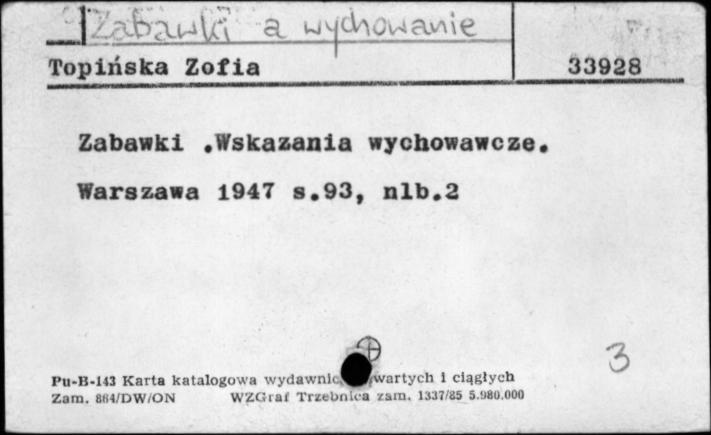 Zabawki a wychowanie
Topińska Zofia 33928
Zabawki .Wskazania wychowawcze.
Warszawa 1947 s.93, nlb.2
3
Pu-B-143 Karta katalogowa wydawnic wartych i ciągłych
Zam. 864/DW/ON WZGraf Trzebnica zam. 1337/85 5.980.000